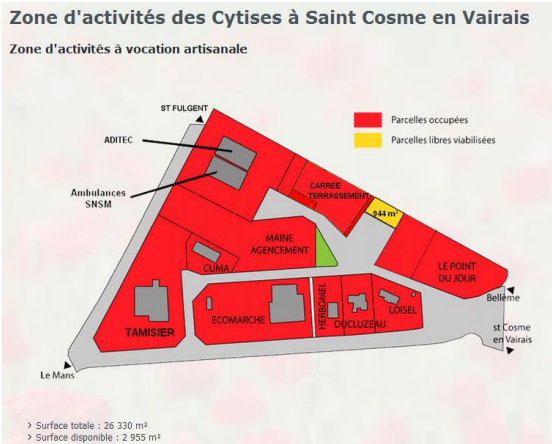 Zone d'activités des Cytises à Saint Cosme en Vairais
Zone d'activités à vocation artisanale
ST FULGENT
ADITEC
Ambulances
SNSM
Parcelles occupées
Parcelles libres viabilisées
CARREE
TERRASSEMENT
944 m²
MAINE
AGENCEMENT
CUMA
LE POINT
DU JOUR
Bellême
TAMISIER
ECOMARCHE
HERBOMEL
DUCLUZEAU
LOISEL
st Cosme
en Vairais
Le Mans
> Surface totale : 26 330 m²
> Surface disponible : 2 955 m²